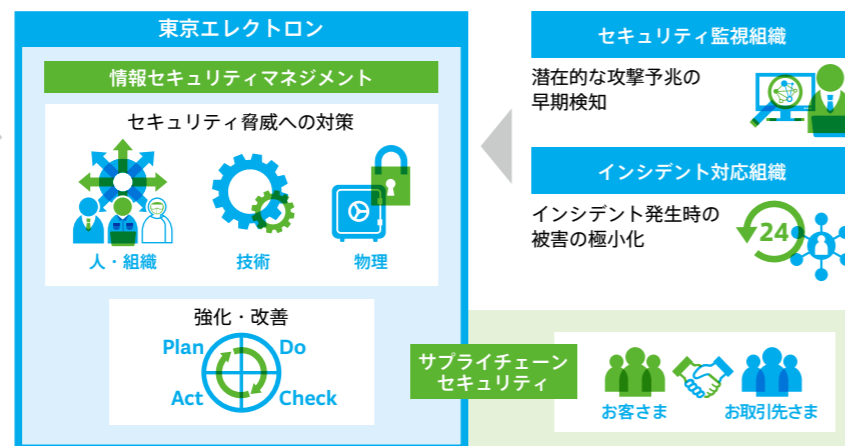 東京エレクトロン
情報セキュリティマネジメント
セキュリティ脅威への対策
人・組織
技術
物理
強化・改善
Plan
Do
Act
Check
セキュリティ監視組織
潜在的な攻撃予兆の
早期検知
インシデント対応組織
インシデント発生時の
被害の極小化
24
サプライチェーン
セキュリティ
お客さま
お取引先さま